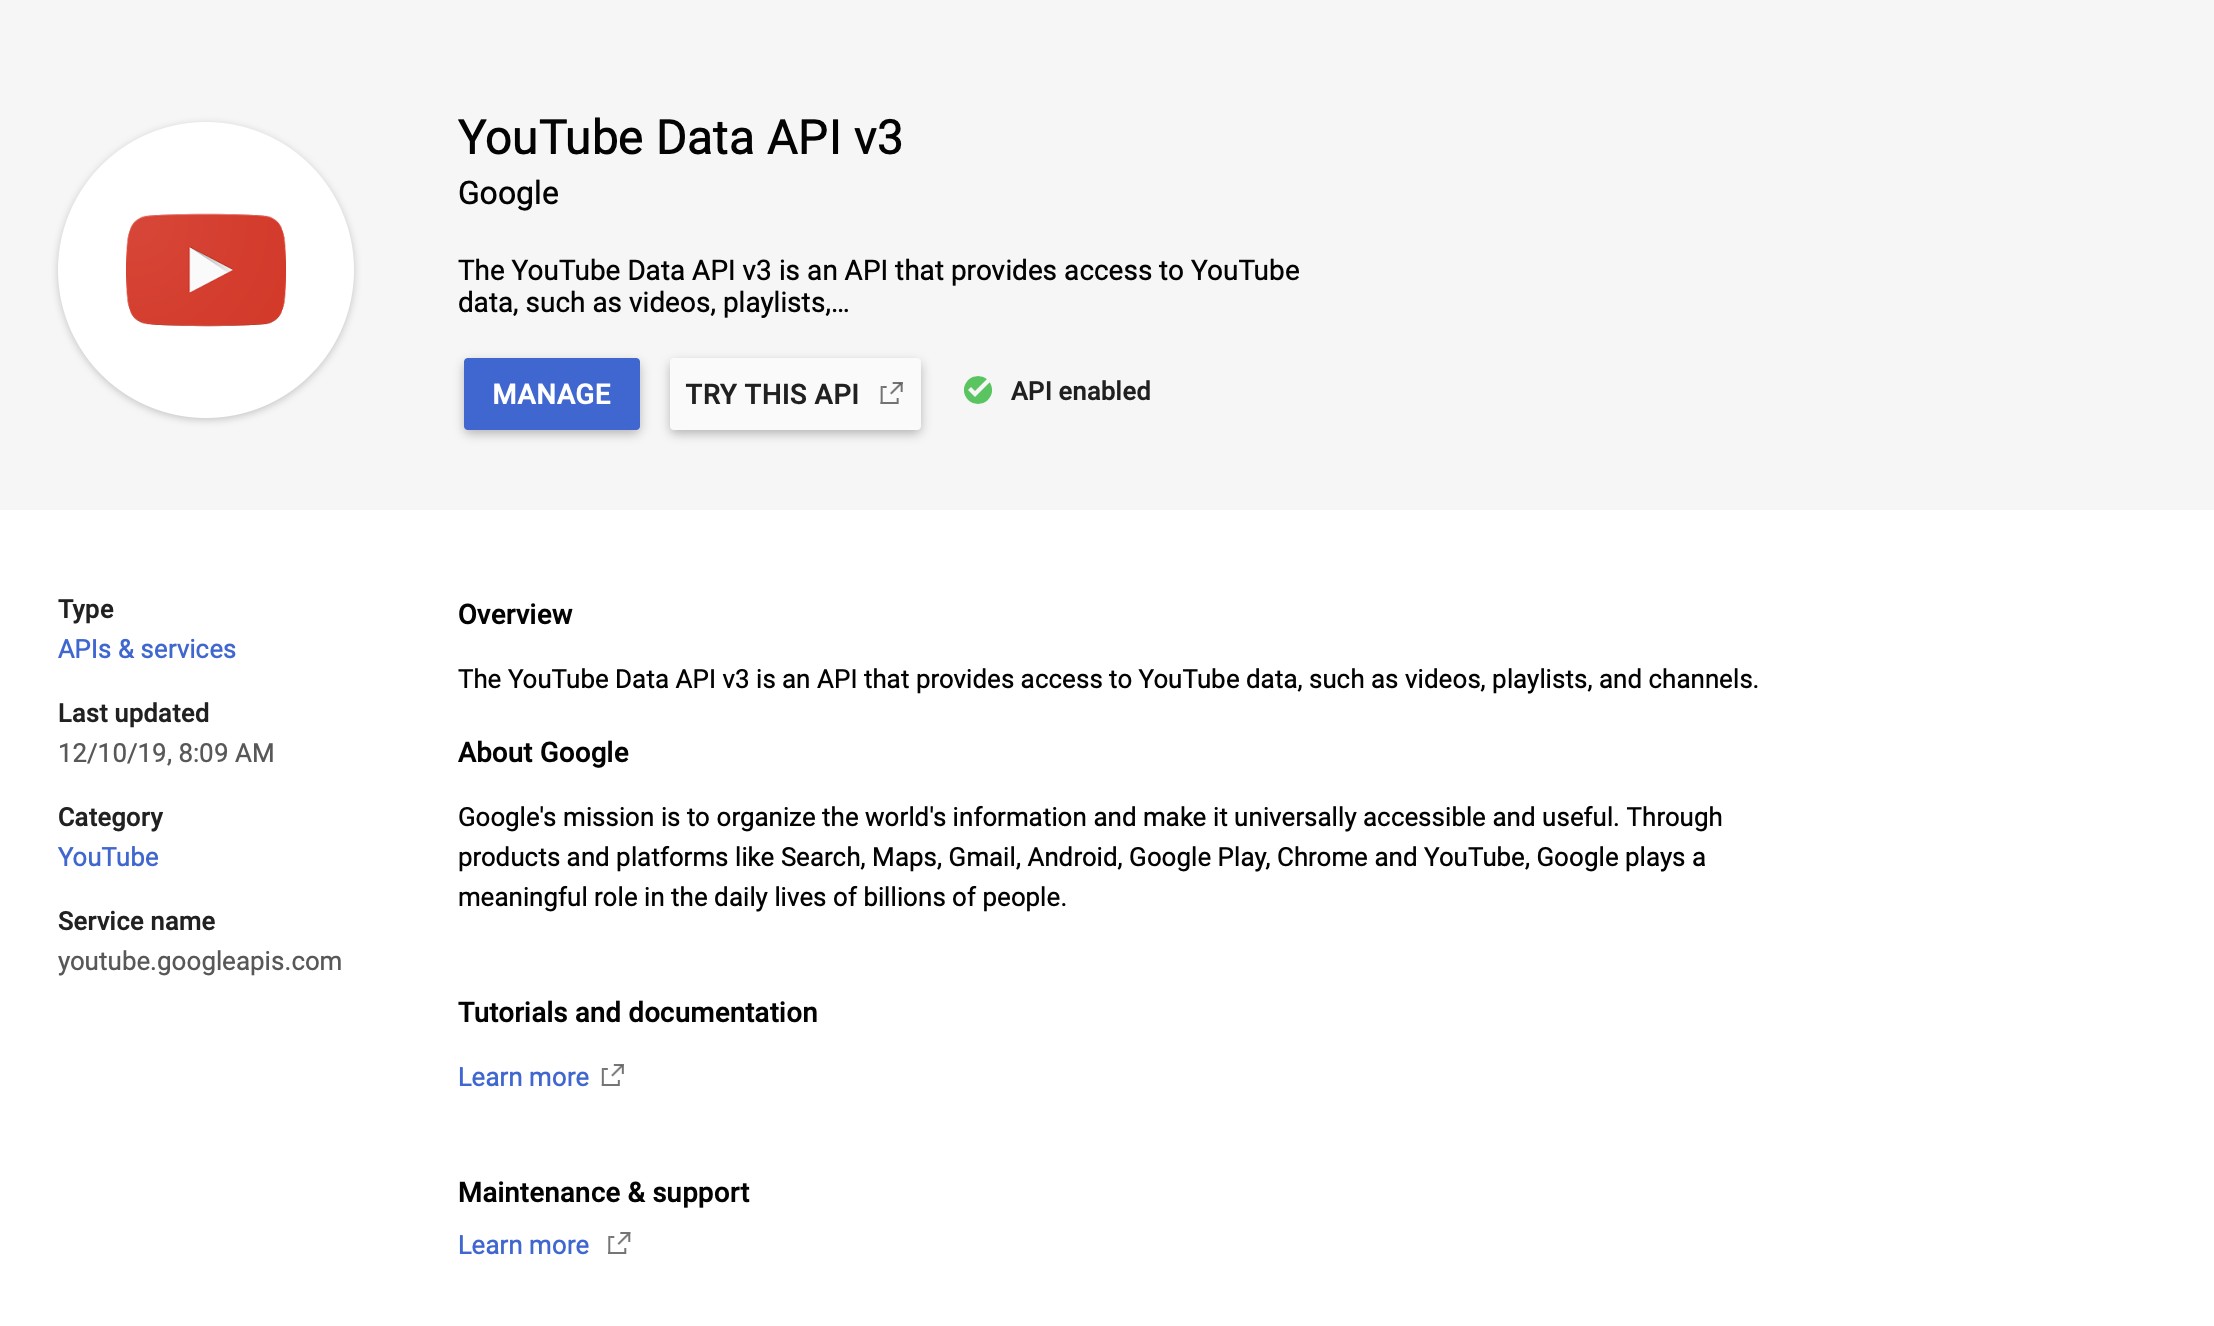 YouTube Data API v3
Google
The YouTube Data API v3 is an API that provides access to YouTube
data, such as videos, playlists,...
MANAGE
TRY THIS API
API enabled
Type
APIs & services
Last updated
12/10/19, 8:09 AM
Category
YouTube
Service name
youtube.googleapis.com
Overview
The YouTube Data API v3 is an API that provides access to YouTube data, such as videos, playlists, and channels.
About Google
Google's mission is to organize the world's information and make it universally accessible and useful. Through
products and platforms like Search, Maps, Gmail, Android, Google Play, Chrome and YouTube, Google plays a
meaningful role in the daily lives of billions of people.
Tutorials and documentation
Learn more
Maintenance & support
Learn more